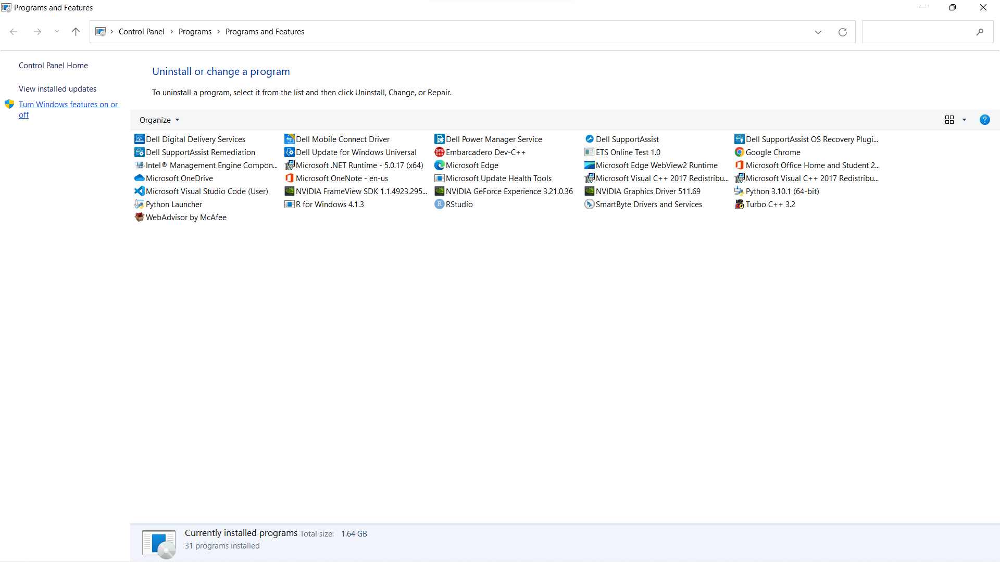 Programs and Features
Control Panel Programs Programs and Features
Control Panel Home
View installed updates
Turn Windows features on or
off
Uninstall or change a program
To uninstall a program, select it from the list and then click Uninstall, Change, or Repair.
Organize
?
Dell Digital Delivery Services Dell Mobile Connect Driver Dell Power Manager Service Dell SupportAssist Dell SupportAssist OS Recovery Plugi...
Dell SupportAssist Remediation Dell Update for Windows Universal DEV C++ Embarcadero Dev-C++ ETS Online Test 1.0 Google Chrome
Intel® Management Engine Compon... Microsoft .NET Runtime - 5.0.17 (x64) Microsoft Edge Microsoft Edge WebView2 Runtime Microsoft Office Home and Student 2...
Microsoft OneDrive Microsoft OneNote - en-us Microsoft Update Health Tools Microsoft Visual C++ 2017 Redistribu... Microsoft Visual C++ 2017 Redistribu...
Microsoft Visual Studio Code (User) NVIDIA FrameView SDK 1.1.4923.295... NVIDIA GeForce Experience 3.21.0.36 NVIDIA Graphics Driver 511.69 Python 3.10.1 (64-bit)
Python Launcher R for Windows 4.1.3 R RStudio SmartByte Drivers and Services Turbo C++ 3.2
WebAdvisor by McAfee
Currently installed programs Total size: 1.64 GB
31 programs installed